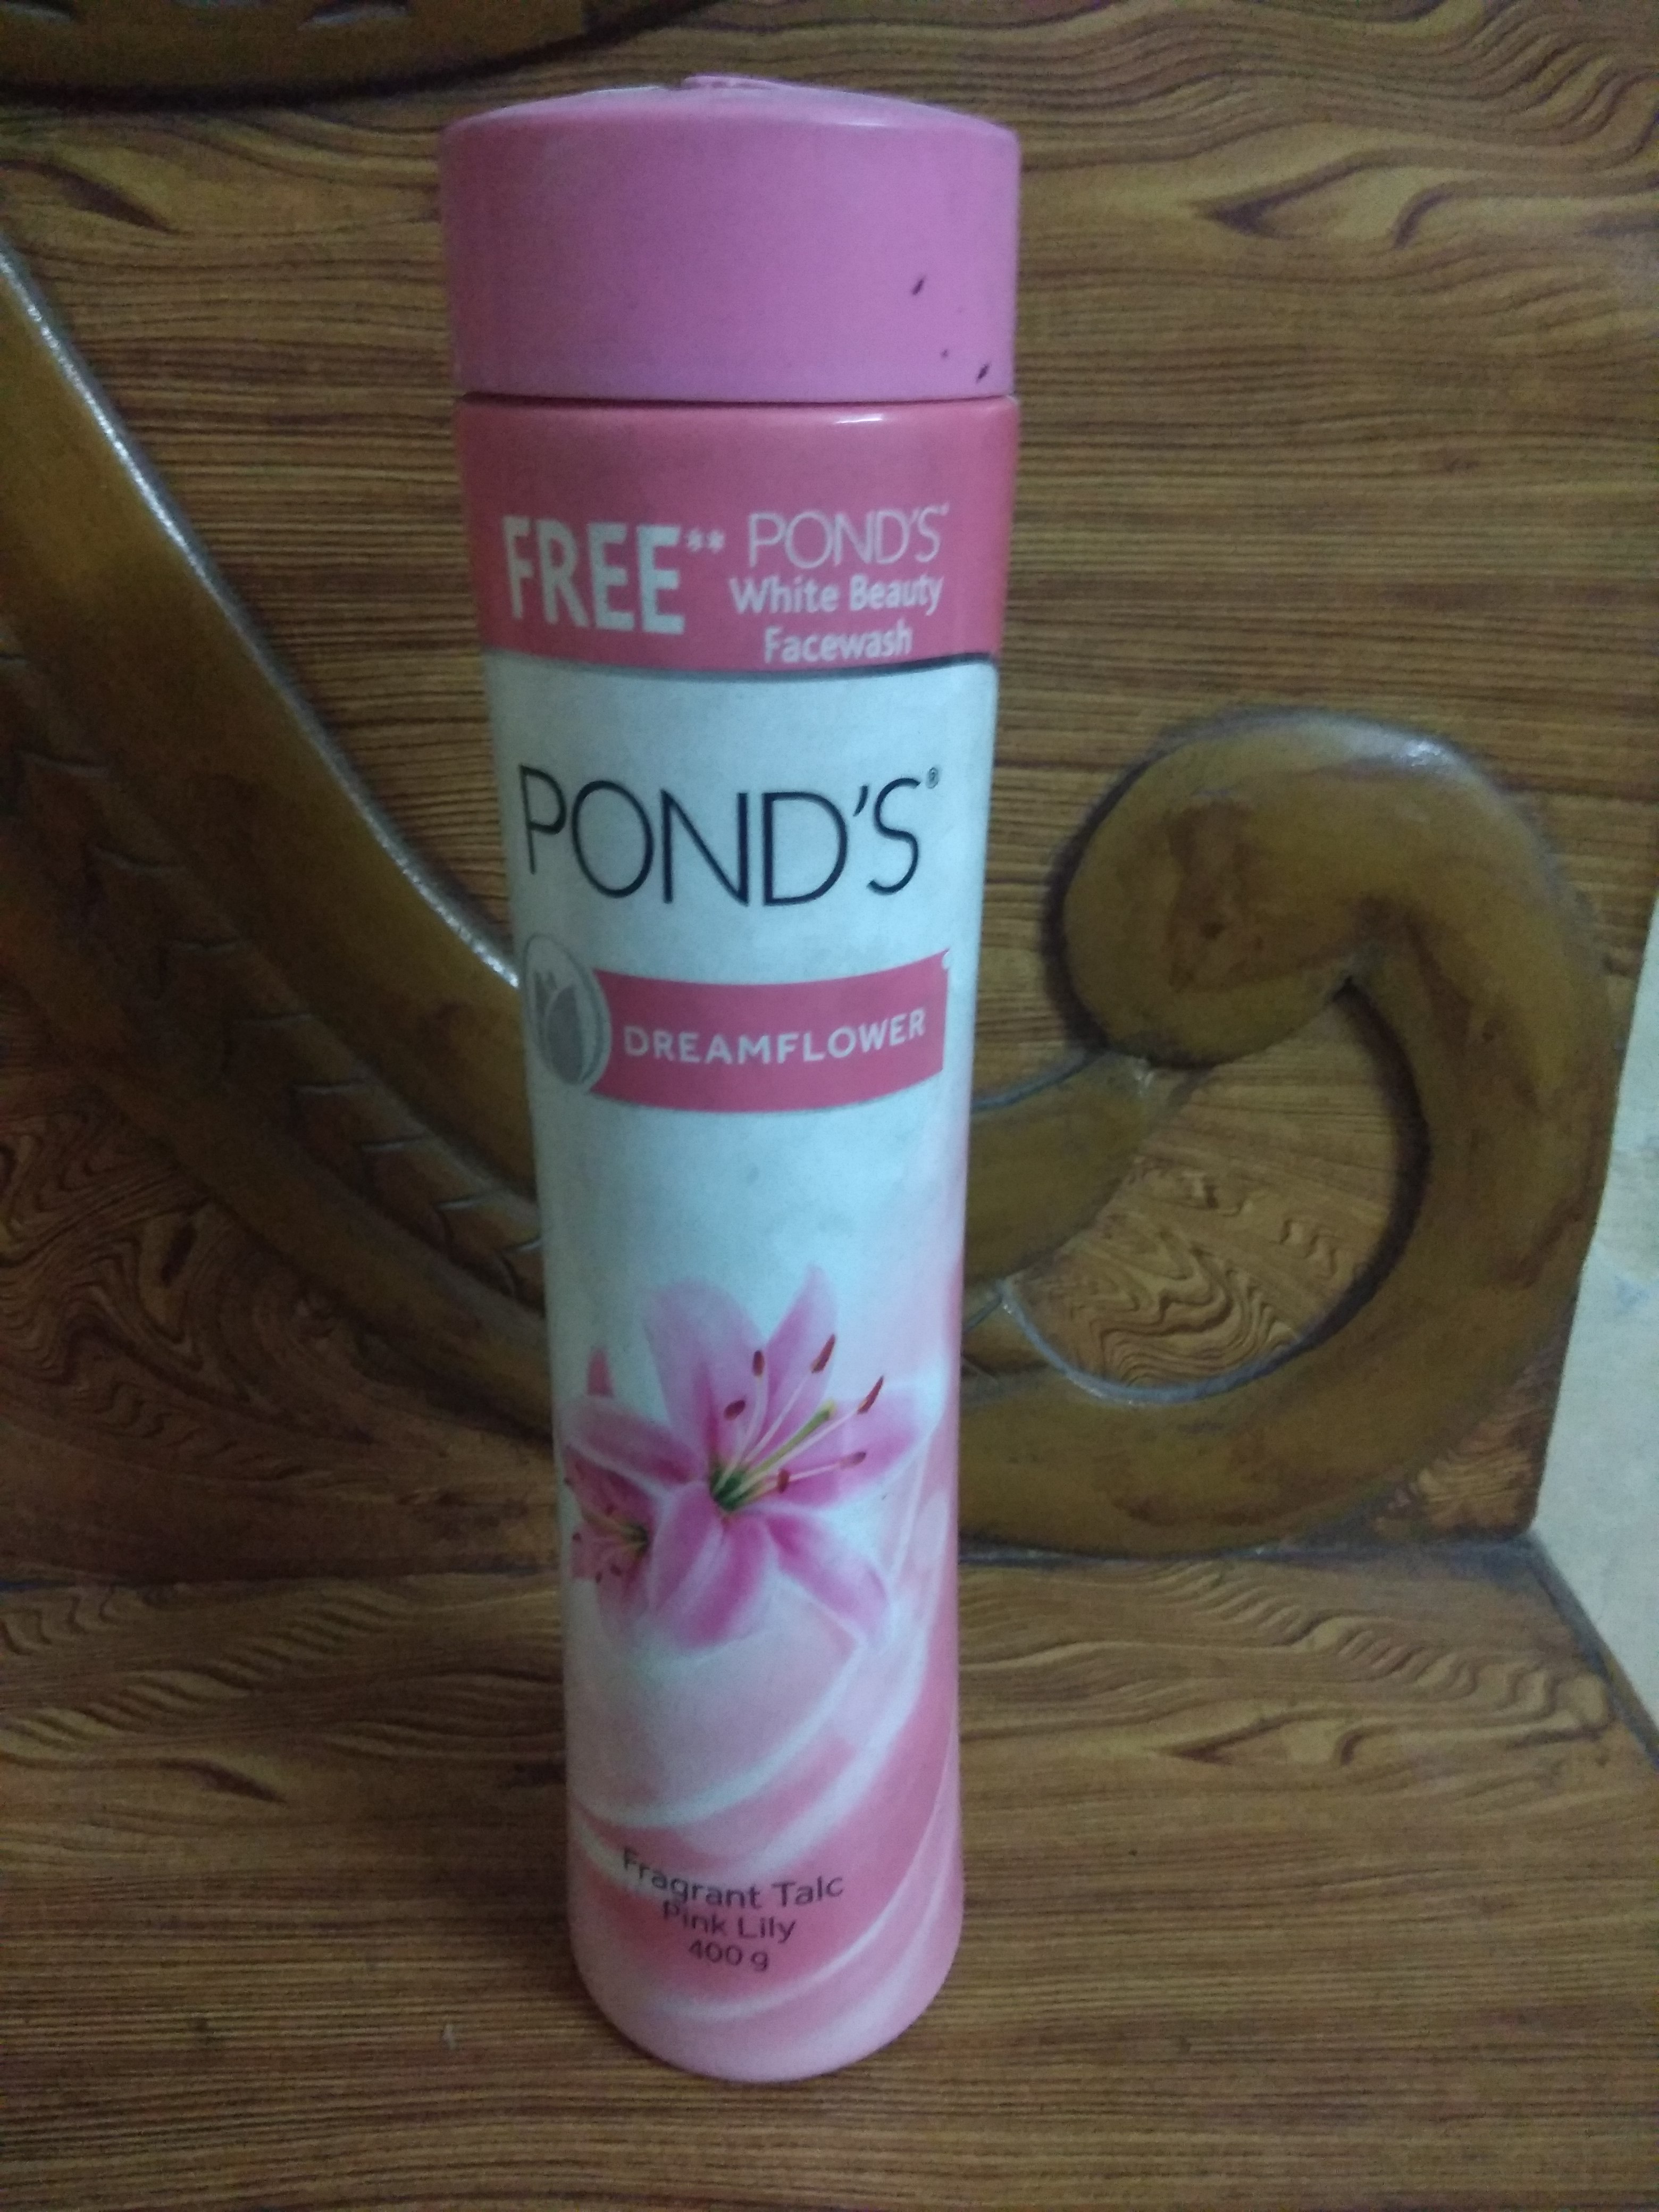 FREE** POND'S®
White Beauty
Facewash
POND'S®
DREAMFLOWER
Fragrant Talc
Pink Lily
400 g